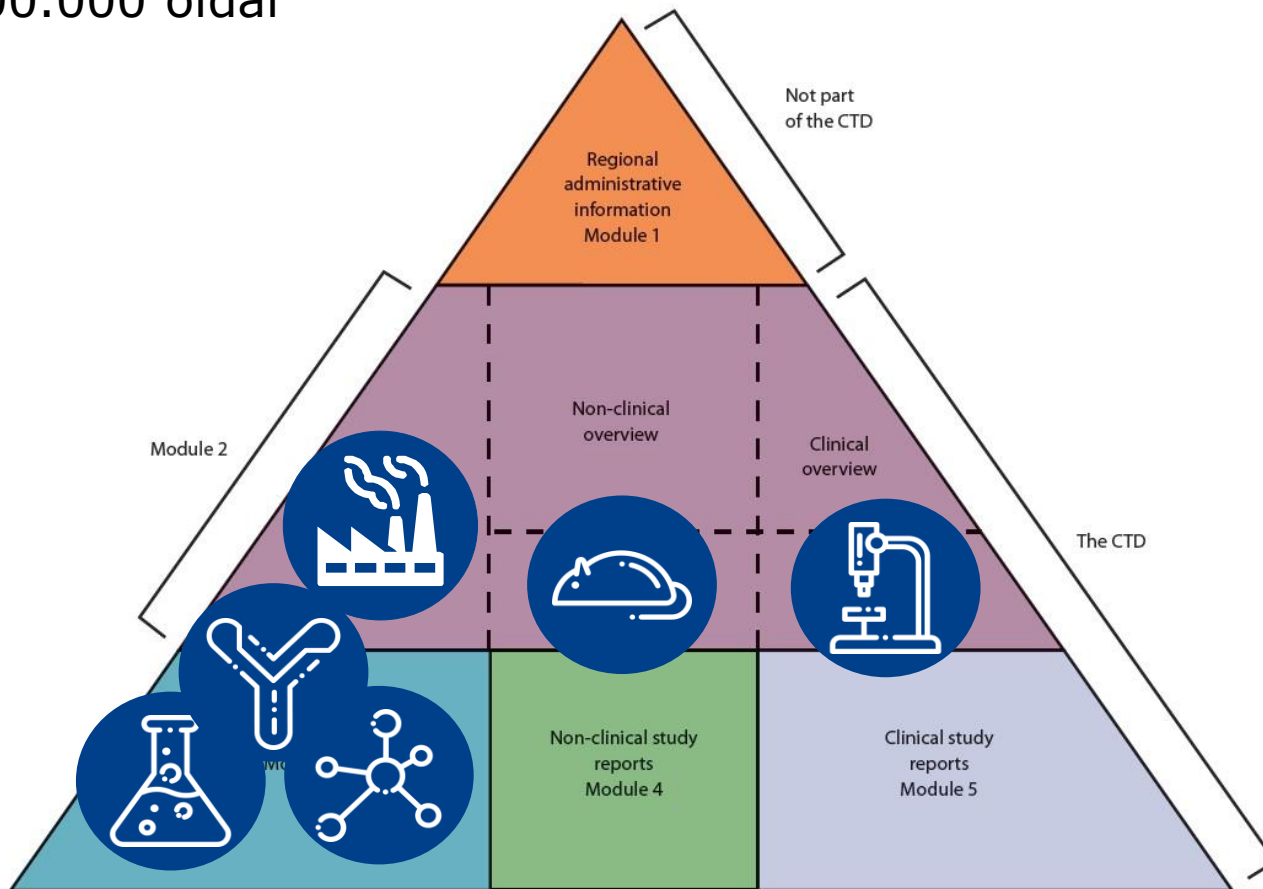 00.000 oldal
Not part
of the CTD
Regional
administrative
information
Module 1
Non-clinical
overview
Module 2
Clinical
overview
The CTD
Non-clinical study
reports
Module 4
Clinical study
reports
Module 5